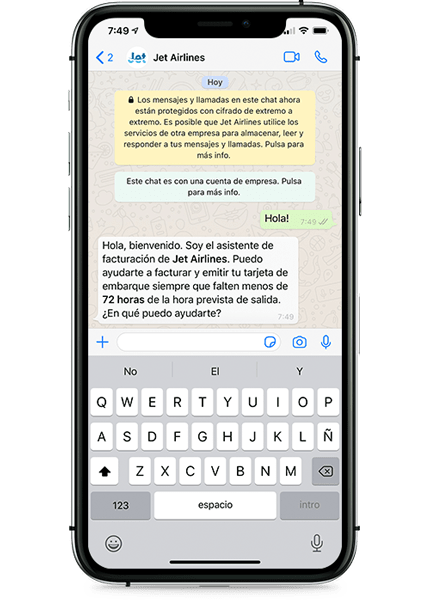 7:49
2 Jet Jet Airlines
Hoy
Los mensajes y llamadas en este chat ahora
están protegidos con cifrado de extremo a
extremo. Es posible que Jet Airlines utilice los
servicios de otra empresa para almacenar, leer y
responder a tus mensajes y llamadas. Pulsa para
más info.
Este chat es con una cuenta de empresa. Pulsa
para más info.
Hola! 7:49
Hola, bienvenido. Soy el asistente de
facturación de Jet Airlines. Puedo
ayudarte a facturar y emitir tu tarjeta de
embarque siempre que falten menos de
72 horas de la hora prevista de salida.
¿En qué puedo ayudarte? 7:49
No El Y
Q W E R T Y U I O P
A S D F G H J K L Ñ
Z X C V B N M
123 espacio intro